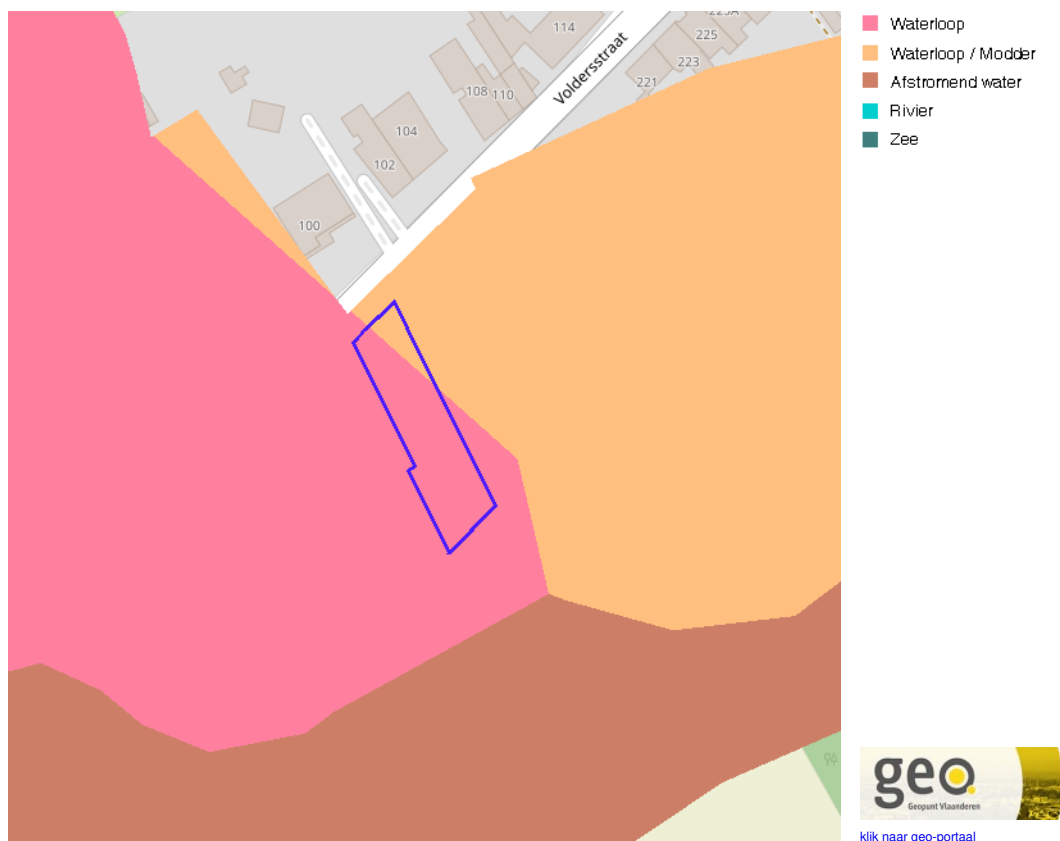 114
223A
225
223
221
Voldersstraat
108
110
104
102
100
Waterloop
Waterloop / Modder
Afstromend water
Rivier
Zee
geo
Geopunt Vlaanderen
klik naar geo-portaal